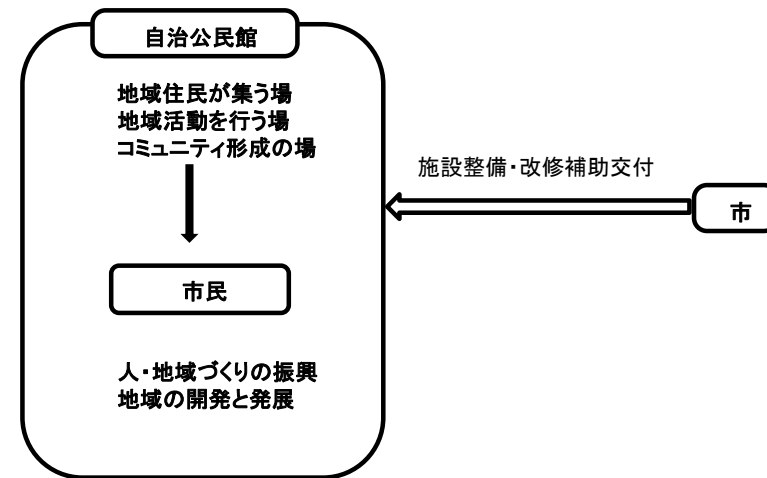 自治公民館
地域住民が集う場
地域活動を行う場
コミュニティ形成の場
施設整備・改修補助交付
市
市民
人・地域づくりの振興
地域の開発と発展